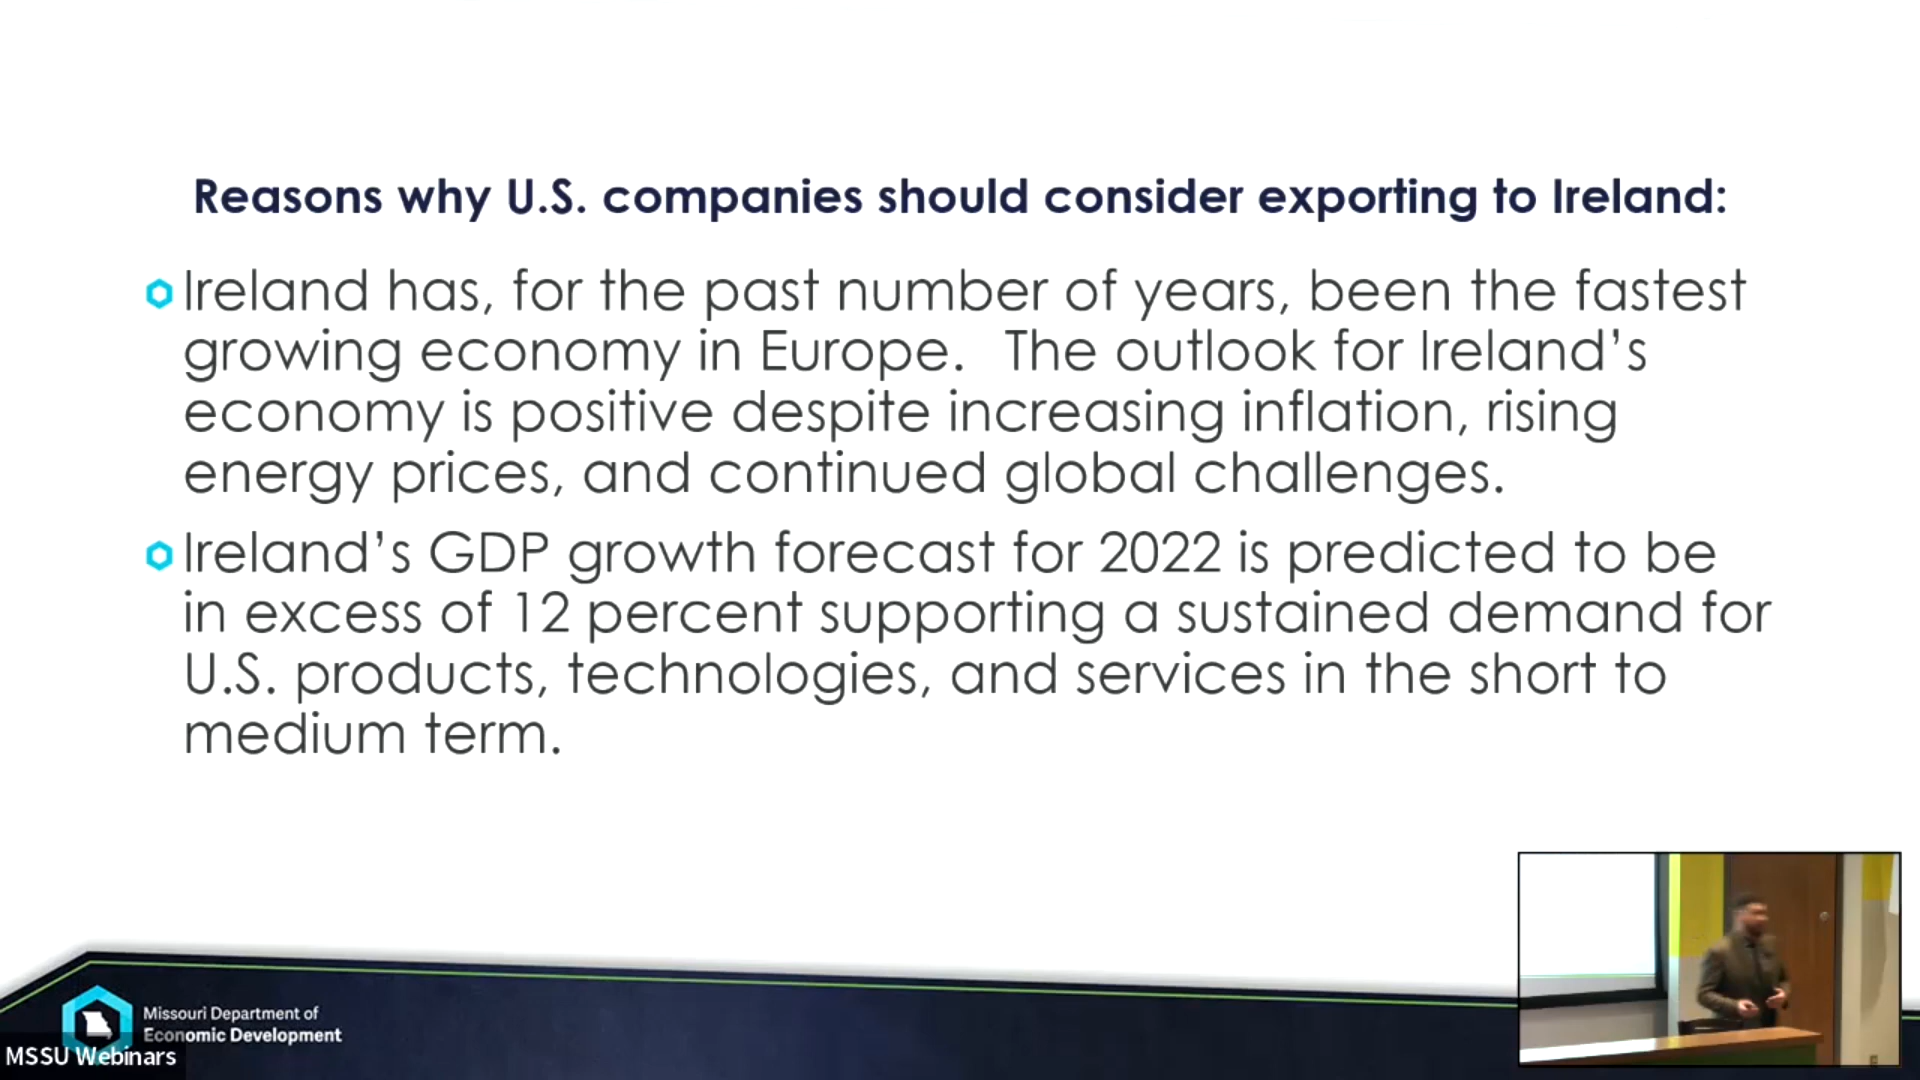 Reasons why U.S. companies should consider exporting to Ireland:
Ireland has, for the past number of years, been the fastest
growing economy in Europe.  The outlook for Ireland’s
economy is positive despite increasing inflation, rising
energy prices, and continued global challenges.
Ireland’s GDP growth forecast for 2022 is predicted to be
in excess of 12 percent supporting a sustained demand for
U.S. products, technologies, and services in the short to
medium term.
Missouri Department of
Economic Development
MSSU Webinars